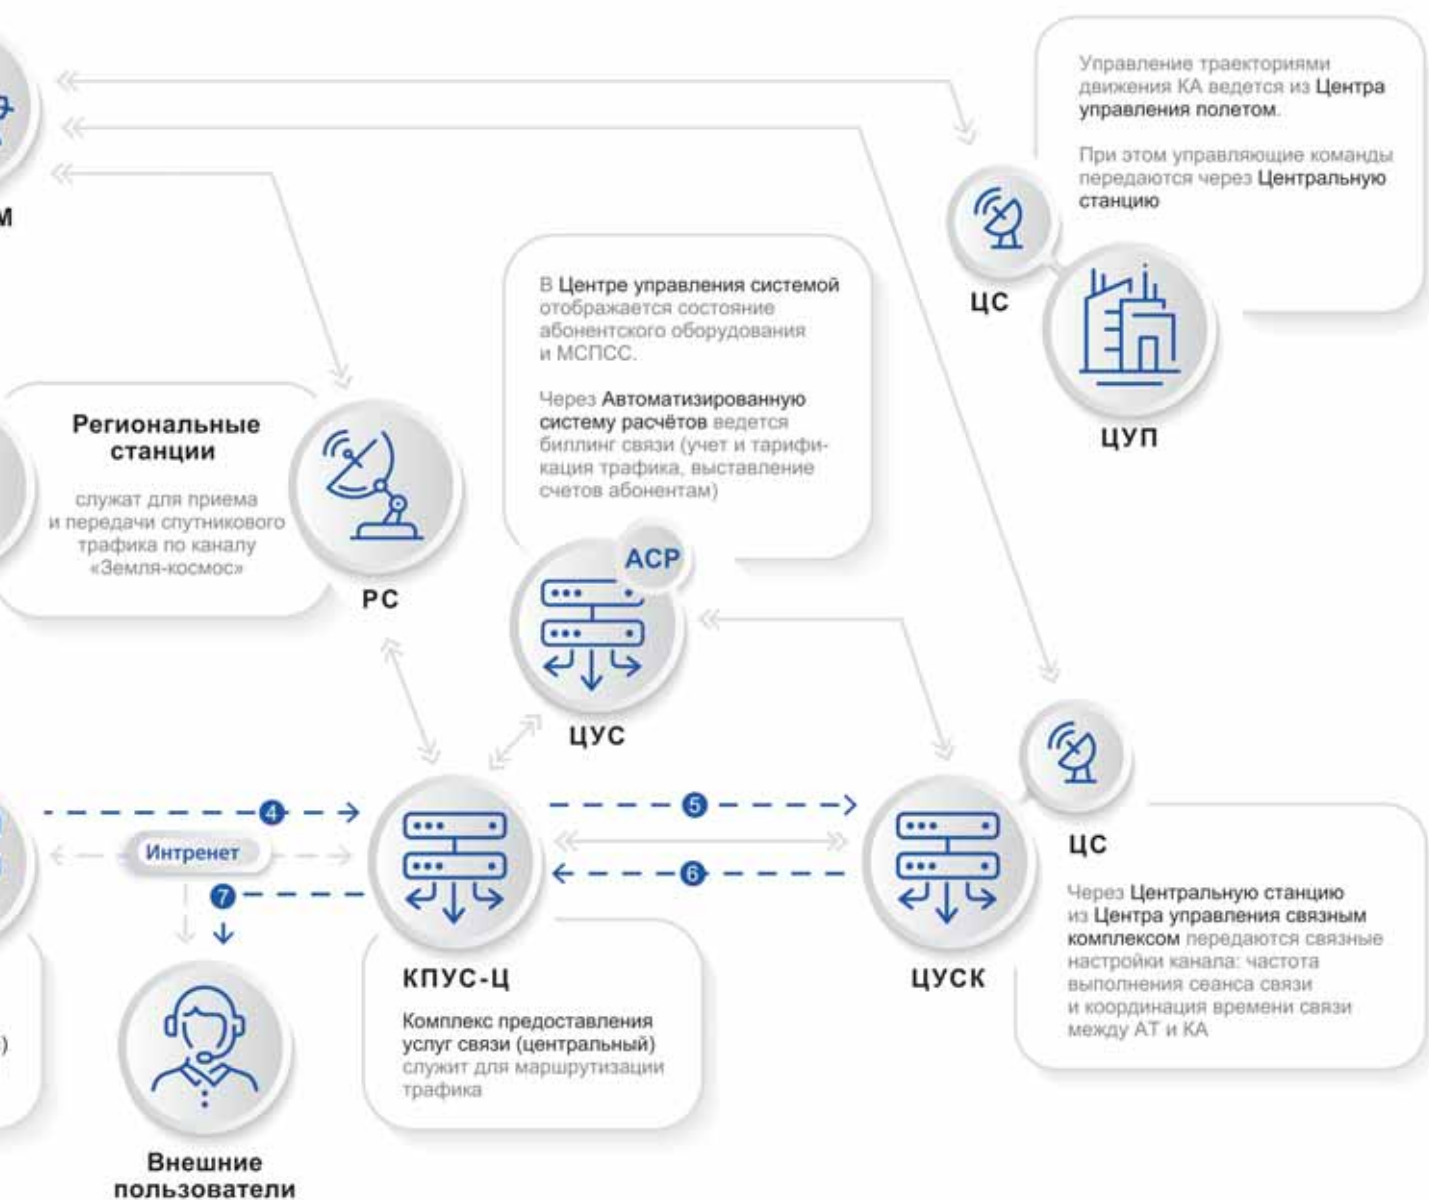 Управление траекториями
движения КА ведется из Центра
управления полетом.
При этом управляющие команды
передаются через Центральную
станцию
М
ЦС
ЦУП
В Центре управления системой
отображается состояние
абонентского оборудования
и МСПСС.
Через Автоматизированную
систему расчётов ведется
биллинг связи (учет и тарифи-
кация трафика, выставление
счетов абонентам)
Региональные
станции
служат для приема
и передачи спутникового
трафика по каналу
«Земля-космос»
РС
АСР
ЦУС
4
5
Интренет
6
7
ЦС
Через Центральную станцию
из Центра управления связным
комплексом передаются связные
настройки канала: частота
выполнения сеанса связи
и координация времени связи
между АТ и КА
КПУС-Ц
Комплекс предоставления
услуг связи (центральный)
служит для маршрутизации
трафика
ЦУСК
)
Внешние
пользователи